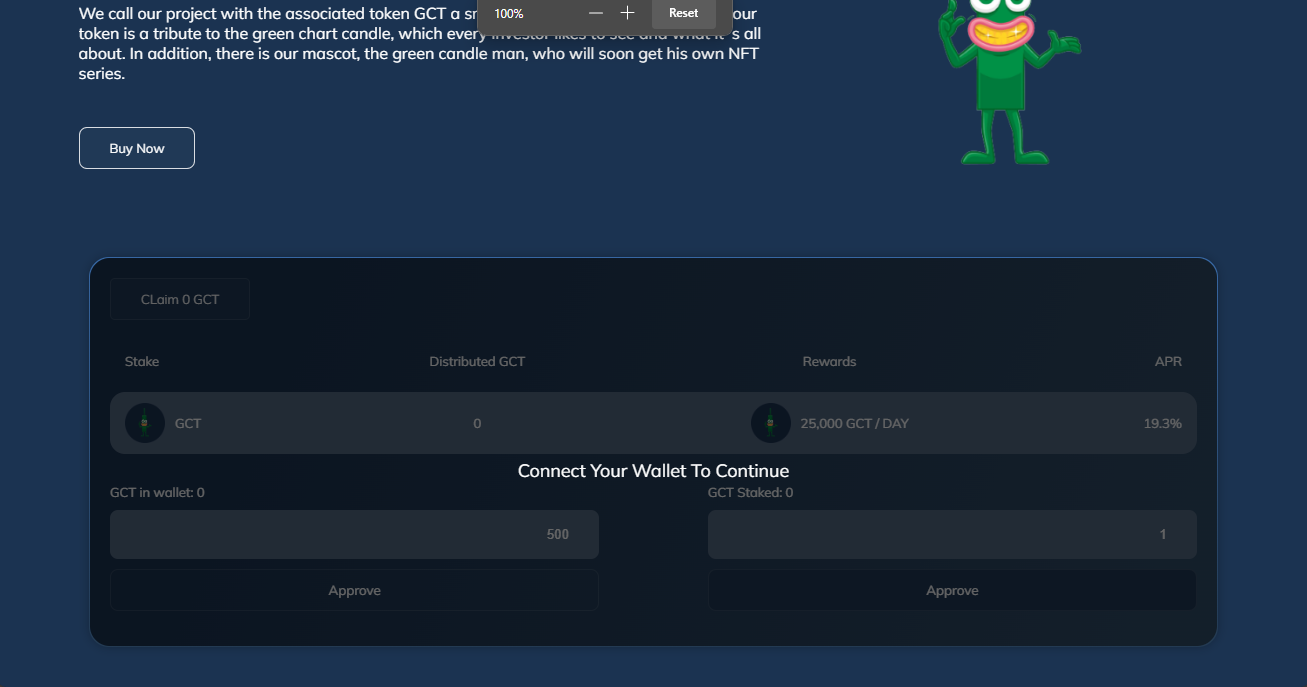 We call our project with the associated token GCT a our
token is a tribute to the green chart candle, which every investor likes to see and what it´s all
about. In addition, there is our mascot, the green candle man, who will soon get his own NFT
series.
100%
Reset
Buy Now
CLaim 0 GCT
Stake Distributed GCT Rewards APR
GCT 0 25,000 GCT / DAY 19.3%
Connect Your Wallet To Continue
GCT in wallet: 0 GCT Staked: 0
500 1
Approve Approve